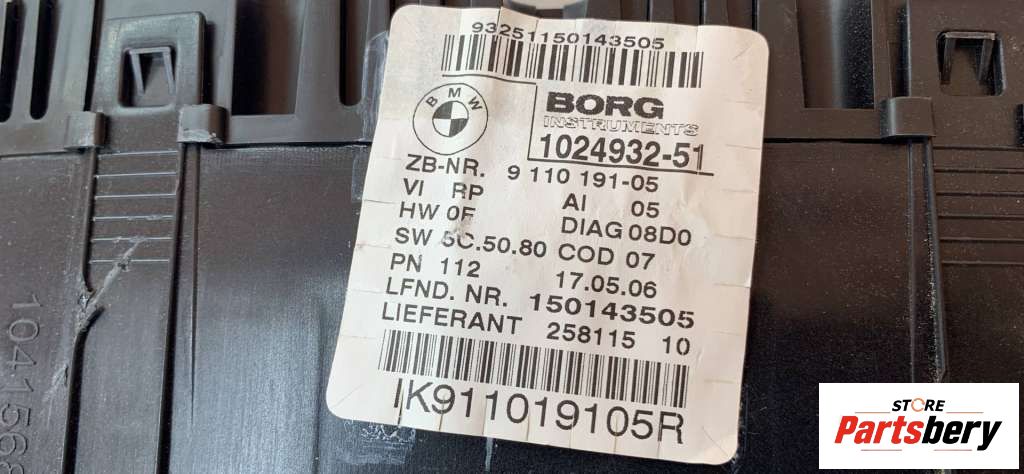 93251150143505
BMW
BORG
INSTRUMENTS
1024932-51
ZB-NR. 9 110 191-05
VI RP AI 05
HW 0F DIAG 08D0
SW 5C.50.80 COD 07
PN 112 17.05.06
LFND. NR. 150143505
LIEFERANT 258115 10
IK911019105R
STORE
Partsbery